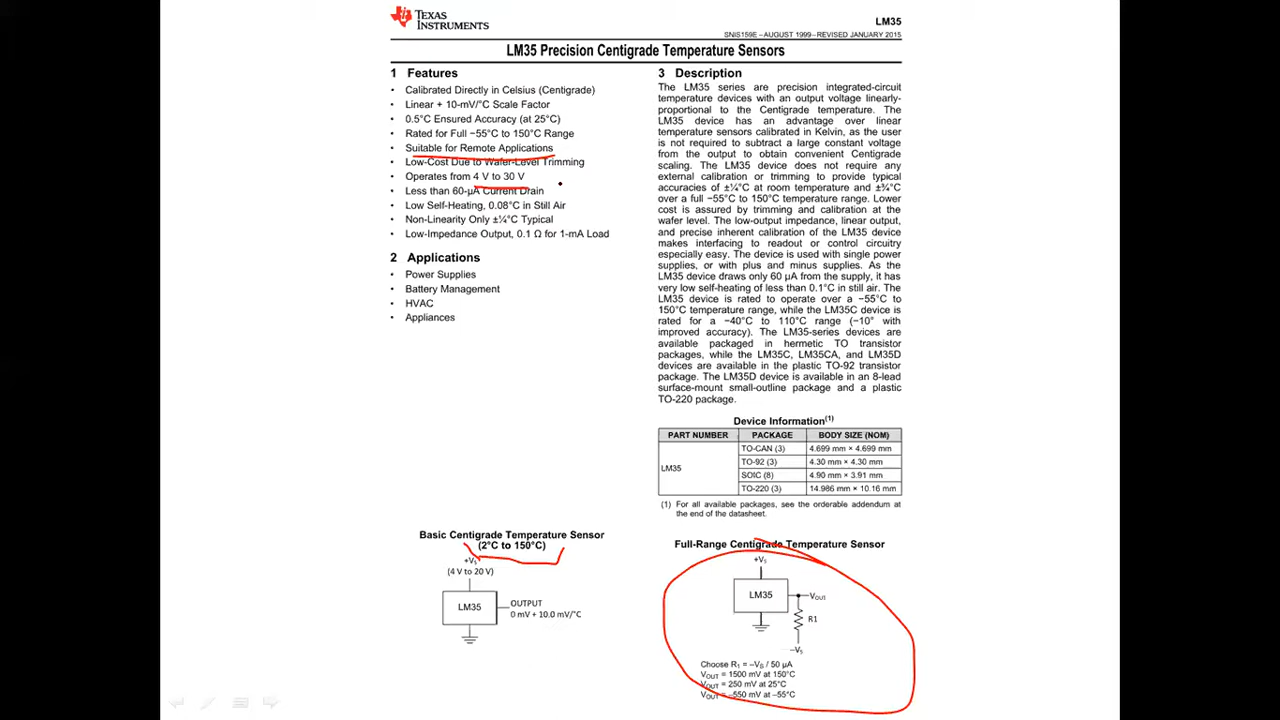 TEXAS
INSTRUMENTS
LM35
SNIS159E –AUGUST 1999–REVISED JANUARY 2015
LM35 Precision Centigrade Temperature Sensors
1 Features
• Calibrated Directly in Celsius (Centigrade)
• Linear + 10-mV/°C Scale Factor
• 0.5°C Ensured Accuracy (at 25°C)
• Rated for Full −55°C to 150°C Range
• Suitable for Remote Applications
• Low-Cost Due to Wafer-Level Trimming
• Operates from 4 V to 30 V
• Less than 60-μA Current Drain
• Low Self-Heating, 0.08°C in Still Air
• Non-Linearity Only ±¼°C Typical
• Low-Impedance Output, 0.1 Ω for 1-mA Load
2 Applications
• Power Supplies
• Battery Management
• HVAC
• Appliances
3 Description
The LM35 series are precision integrated-circuit
temperature devices with an output voltage linearly-
proportional to the Centigrade temperature. The
LM35 device has an advantage over linear
temperature sensors calibrated in Kelvin, as the user
is not required to subtract a large constant voltage
from the output to obtain convenient Centigrade
scaling. The LM35 device does not require any
external calibration or trimming to provide typical
accuracies of ±¼°C at room temperature and ±¾°C
over a full −55°C to 150°C temperature range. Lower
cost is assured by trimming and calibration at the
wafer level. The low-output impedance, linear output,
and precise inherent calibration of the LM35 device
makes interfacing to readout or control circuitry
especially easy. The device is used with single power
supplies, or with plus and minus supplies. As the
LM35 device draws only 60 μA from the supply, it has
very low self-heating of less than 0.1°C in still air. The
LM35 device is rated to operate over a −55°C to
150°C temperature range, while the LM35C device is
rated for a −40°C to 110°C range (−10° with
improved accuracy). The LM35-series devices are
available packaged in hermetic TO transistor
packages, while the LM35C, LM35CA, and LM35D
devices are available in the plastic TO-92 transistor
package. The LM35D device is available in an 8-lead
surface-mount small-outline package and a plastic
TO-220 package.
Device Information(1)
PART NUMBER PACKAGE BODY SIZE (NOM)
TO-CAN (3) 4.699 mm × 4.699 mm
TO-92 (3) 4.30 mm × 4.30 mm
LM35
SOIC (8) 4.90 mm × 3.91 mm
TO-220 (3) 14.986 mm × 10.16 mm
(1) For all available packages, see the orderable addendum at
the end of the datasheet.
Basic Centigrade Temperature Sensor
(2°C to 150°C)
+VS
(4 V to 20 V)
LM35
OUTPUT
0 mV + 10.0 mV/°C
Full-Range Centigrade Temperature Sensor
+VS
LM35
VOUT
R1
−VS
Choose R1 = –VS / 50 μA
VOUT = 1500 mV at 150°C
VOUT = 250 mV at 25°C
VOUT = –550 mV at –55°C